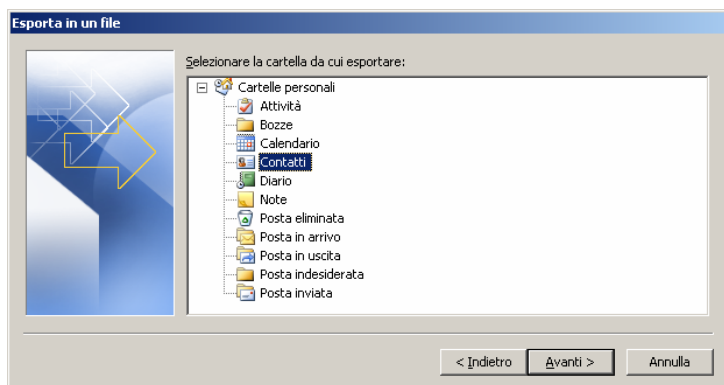 Esporta in un file
Selezionare la cartella da cui esportare:
Cartelle personali
Attività
Bozze
Calendario
Contatti
Diario
Note
Posta eliminata
Posta in arrivo
Posta in uscita
Posta indesiderata
Posta inviata
< Indietro Avanti > Annulla